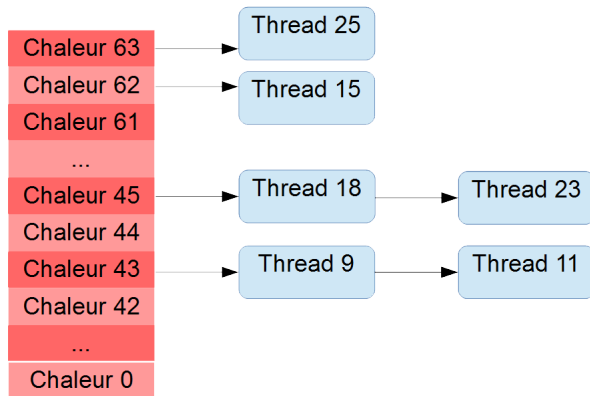 Chaleur 63
Thread 25
Chaleur 62
Thread 15
Chaleur 61
...
Chaleur 45
Thread 18
Thread 23
Chaleur 44
Chaleur 43
Thread 9
Thread 11
Chaleur 42
...
Chaleur 0